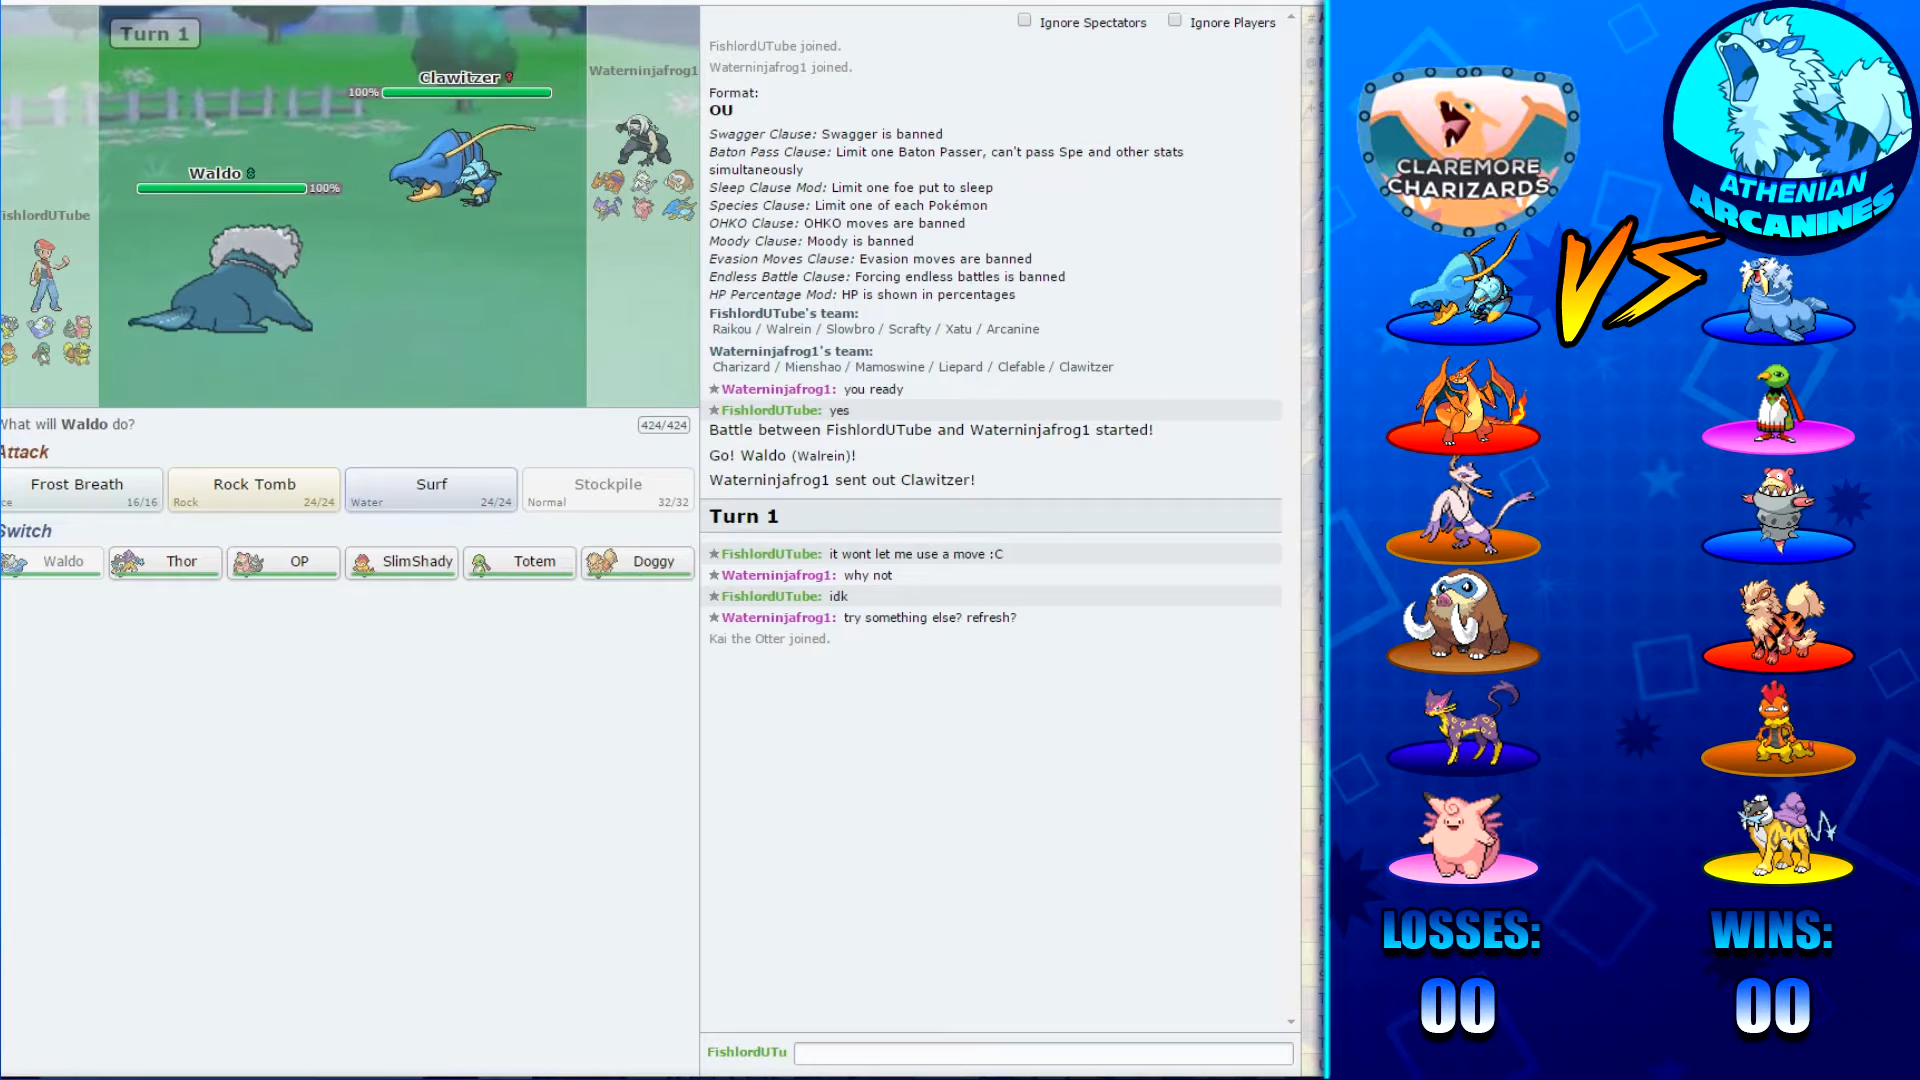 Turn 1
Clawitzer
100%
Waldo
100%
ishlordUTube
Waterninjafrog1
What will Waldo do?
424/424
Attack
Frost Breath
ce 16/16
Rock Tomb
Rock 24/24
Surf
Water 24/24
Stockpile
Normal 32/32
Switch
Waldo
Thor
OP
SlimShady
Totem
Doggy
Ignore Spectators Ignore Players
FishlordUTube joined.
Waterninjafrog1 joined.
Format:
OU
Swagger Clause: Swagger is banned
Baton Pass Clause: Limit one Baton Passer, can't pass Spe and other stats
simultaneously
Sleep Clause Mod: Limit one foe put to sleep
Species Clause: Limit one of each Pokémon
OHKO Clause: OHKO moves are banned
Moody Clause: Moody is banned
Evasion Moves Clause: Evasion moves are banned
Endless Battle Clause: Forcing endless battles is banned
HP Percentage Mod: HP is shown in percentages
FishlordUTube's team:
Raikou / Walrein / Slowbro / Scrafty / Xatu / Arcanine
Waterninjafrog1's team:
Charizard / Mienshao / Mamoswine / Liepard / Clefable / Clawitzer
★Waterninjafrog1: you ready
★FishlordUTube: yes
Battle between FishlordUTube and Waterninjafrog1 started!
Go! Waldo (Walrein)!
Waterninjafrog1 sent out Clawitzer!
Turn 1
★FishlordUTube: it wont let me use a move :C
★Waterninjafrog1: why not
★FishlordUTube: idk
★Waterninjafrog1: try something else? refresh?
Kai the Otter joined.
FishlordUTu
CLAREMORE
CHARIZARDS
ATHENIAN
ARCANINES
VS
LOSSES:
00
WINS:
00